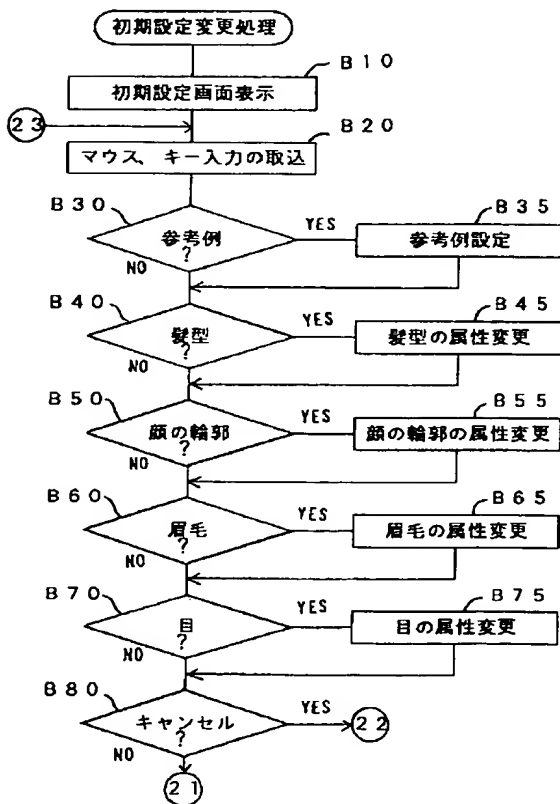 初期設定変更処理
B10
初期設定画面表示
23
B20
マウス、キー入力の取込
B30
参考例
?
YES
NO
B35
参考例設定
B40
髪型
?
YES
NO
B45
髪型の属性変更
B50
顔の輪郭
?
YES
NO
B55
顔の輪郭の属性変更
B60
眉毛
?
YES
NO
B65
眉毛の属性変更
B70
目
?
YES
NO
B75
目の属性変更
B80
キャンセル
?
YES
22
NO
21